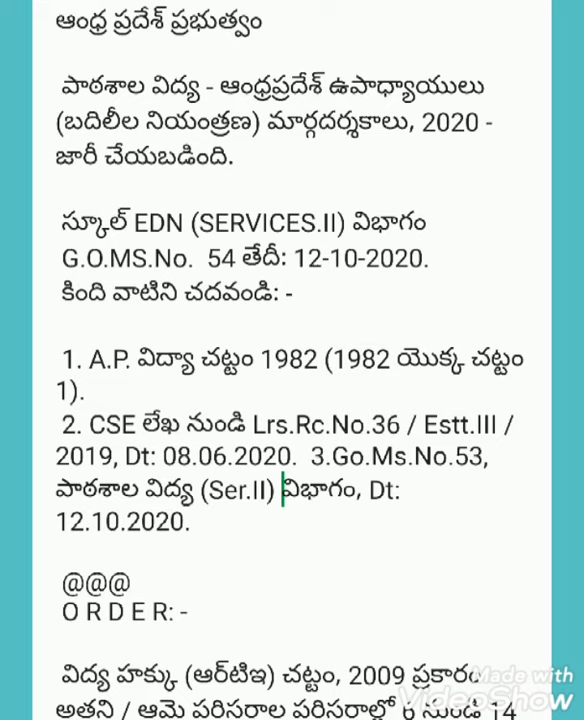 ఆంధ్ర ప్రదేశ్ ప్రభుత్వం
పాఠశాల విద్య - ఆంధ్రప్రదేశ్ ఉపాధ్యాయులు
(బదిలీల నియంత్రణ) మార్గదర్శకాలు, 2020 -
జారీ చేయబడింది.
స్కూల్ EDN (SERVICES.II) విభాగం
G.O.MS.No. 54 తేదీ: 12-10-2020.
కింది వాటిని చదవండి: -
1. A.P. విద్యా చట్టం 1982 (1982 యొక్క చట్టం
1).
2. CSE లేఖ నుండి Lrs.Rc.No.36 / Estt.III /
2019, Dt: 08.06.2020. 3.Go.Ms.No.53,
పాఠశాల విద్య (Ser.II) విభాగం, Dt:
12.10.2020.
@@@
O R D E R: -
విద్య హక్కు (ఆర్‌టిఇ) చట్టం, 2009 ప్రకారం
అతని / ఆమె పరిసరాల పరిసరాల్లో 6 నుండి 14
Made with
VideoShow